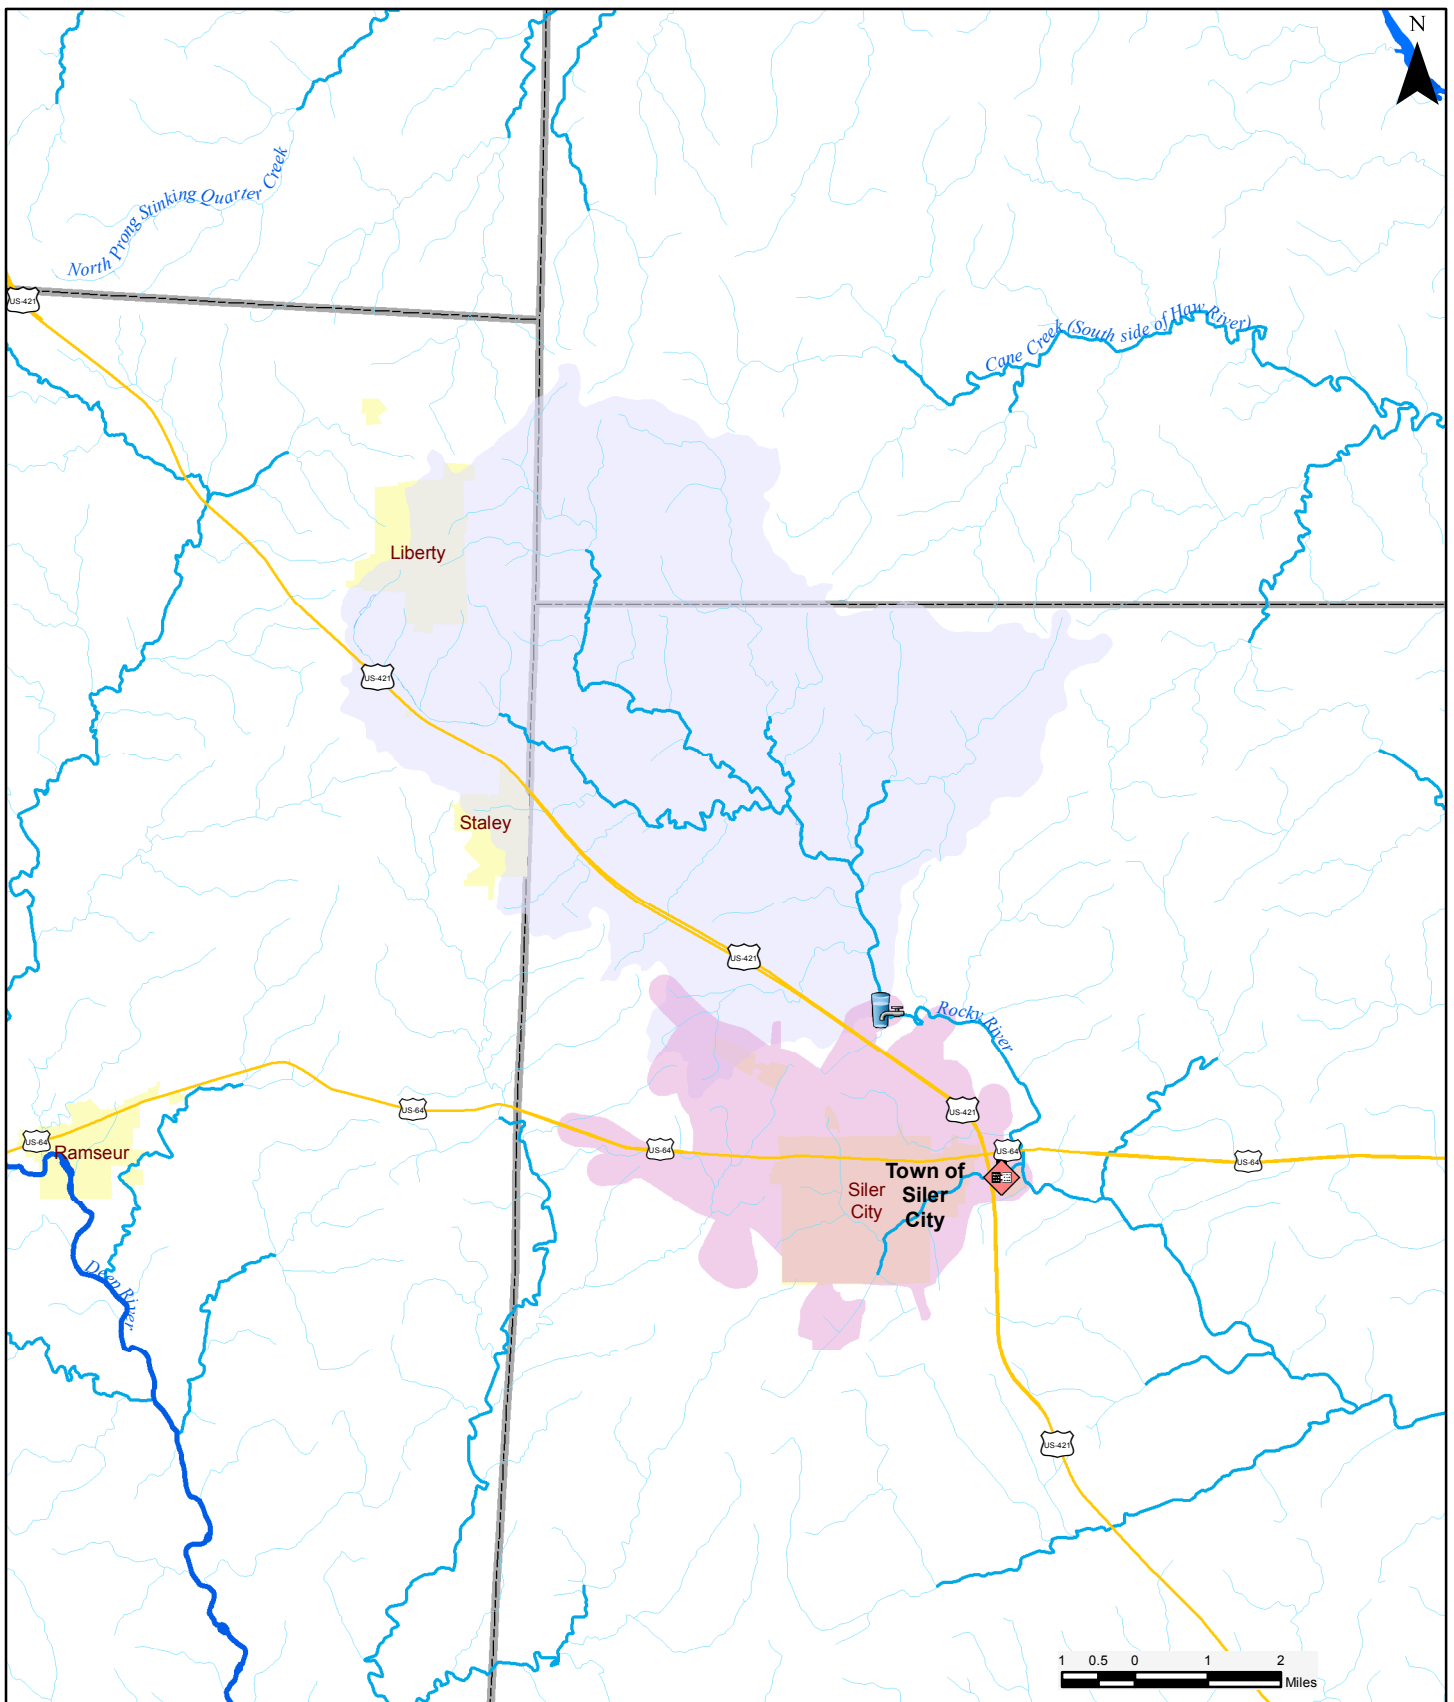 N
North Prong Stinking Quarter Creek
US-421
Cane Creek (South side of Haw River)
Liberty
US-421
Staley
US-421
Rocky River
US-64
US-421
US-64
Ramseur
US-64
US-64
US-64
Town of
Siler
City
Siler
City
Deep River
US-421
1 0.5 0 1 2
Miles